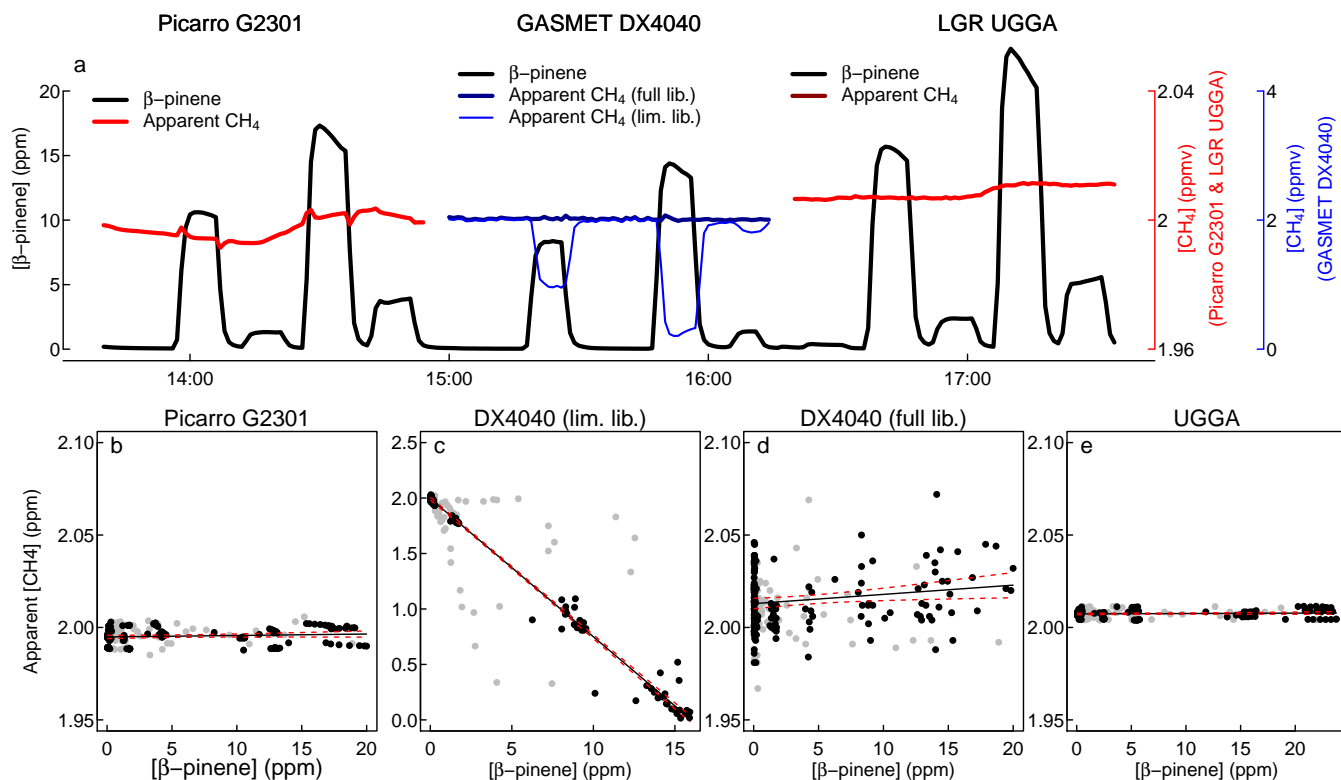 Picarro G2301 GASMET DX4040 LGR UGGA
a
β−pinene
Apparent CH4
β−pinene
Apparent CH4 (full lib.)
Apparent CH4 (lim. lib.)
β−pinene
Apparent CH4
[β−pinene] (ppm)
20
15
10
5
0
14:00 15:00 16:00 17:00
2.04
2
1.96
[CH4] (ppmv)
(Picarro G2301 & LGR UGGA)
4
2
0
[CH4] (ppmv)
(GASMET DX4040)
Picarro G2301
b
Apparent [CH4] (ppm)
2.10
2.05
2.00
1.95
0 5 10 15 20
[β−pinene] (ppm)
DX4040 (lim. lib.)
c
2.5
2.0
1.5
1.0
0.5
0.0
0 5 10 15
[β−pinene] (ppm)
DX4040 (full lib.)
d
2.10
2.05
2.00
1.95
0 5 10 15 20
[β−pinene] (ppm)
UGGA
e
2.10
2.05
2.00
1.95
0 5 10 15 20
[β−pinene] (ppm)